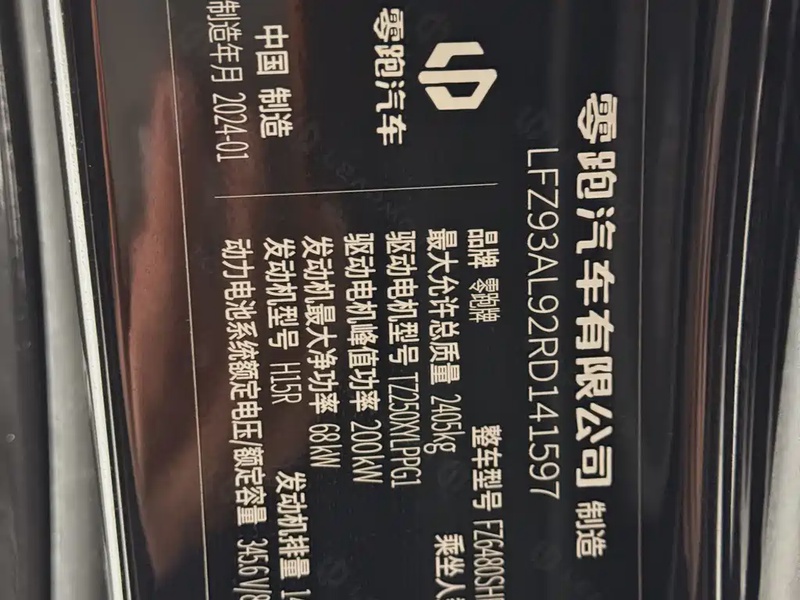 零跑汽车有限公司 制造
LFZ93AL92RD141597
零跑汽车
中国 制造
制造年月 2024-01
品牌 零跑牌
整车型号 FZ6480SH
最大允许总质量 2405kg
乘坐人
驱动电机型号 TZ250XYLPPG1
驱动电机峰值功率 200kW
发动机最大净功率 68kW
发动机型号 H15R
发动机排量 1
动力电池系统额定电压/额定容量 345.6 V/8